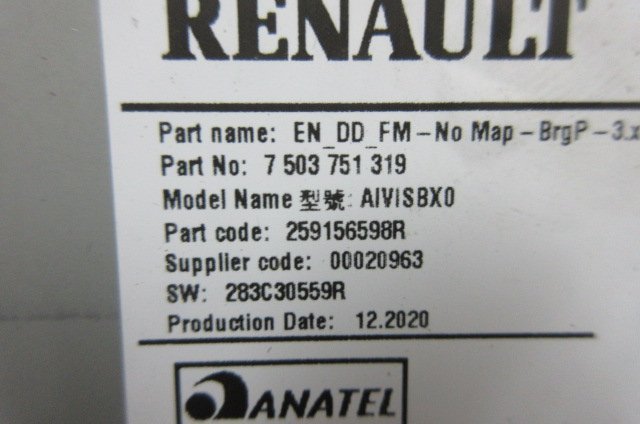 RENAULT
Part name: EN_DD_FM-No Map-BrgP-3.x
Part No: 7 503 751 319
Model Name 型號: AIVISBX0
Part code: 259156598R
Supplier code: 00020963
SW: 283C30559R
Production Date: 12.2020
ANATEL